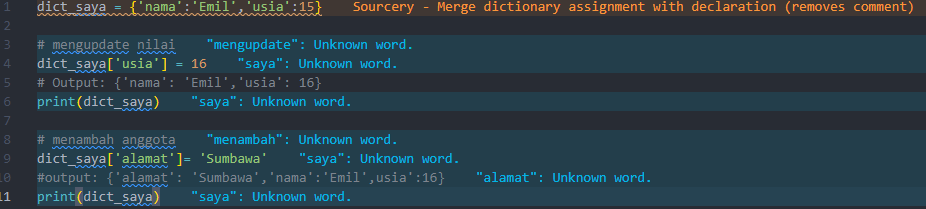 1 dict_saya = {'nama':'Emil','usia':15} Sourcery - Merge dictionary assignment with declaration (removes comment)
2
3 # mengupdate nilai "mengupdate": Unknown word.
4 dict_saya['usia'] = 16 "saya": Unknown word.
5 # Output: {'nama': 'Emil','usia': 16}
6 print(dict_saya) "saya": Unknown word.
7
8 # menambah anggota "menambah": Unknown word.
9 dict_saya['alamat']= 'Sumbawa' "saya": Unknown word.
10 #output: {'alamat': 'Sumbawa','nama':'Emil',usia':16} "alamat": Unknown word.
11 print(dict_saya) "saya": Unknown word.